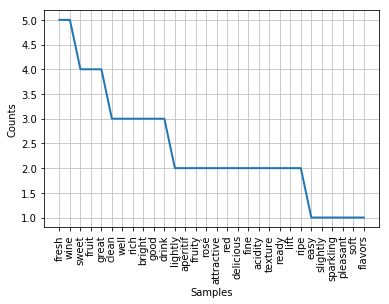 5.0
4.5
4.0
3.5
3.0
2.5
2.0
1.5
1.0
Counts
fresh
wine
sweet
fruit
great
clean
well
rich
bright
good
drink
lightly
aperitif
fruity
rosé
attractive
red
delicious
fine
acidity
texture
ready
lift
ripe
easy
slightly
sparkling
pleasant
soft
flavors
Samples